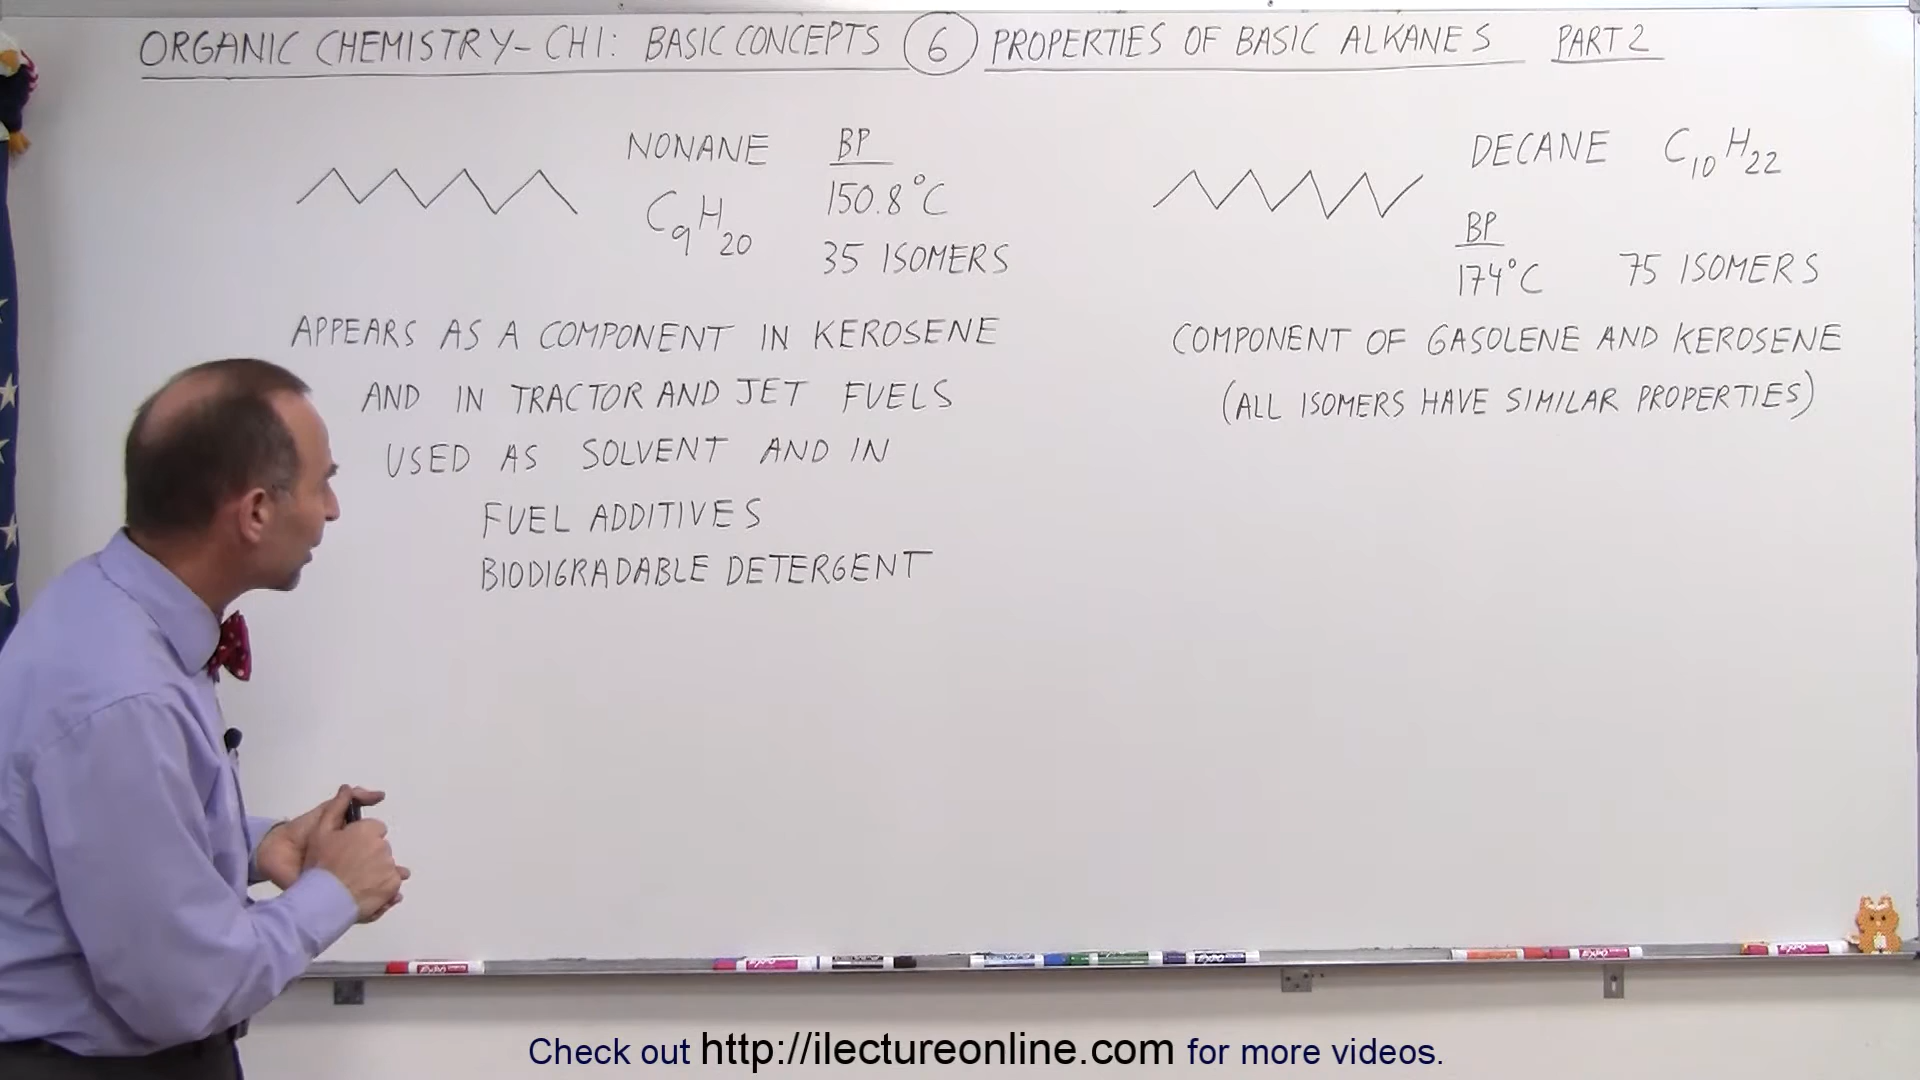 ORGANIC CHEMISTRY - CH1: BASIC CONCEPTS 6 PROPERTIES OF BASIC ALKANES PART 2
NONANE
C9H20
BP
150.8°C
35 ISOMERS
APPEARS AS A COMPONENT IN KEROSENE
AND IN TRACTOR AND JET FUELS
USED AS SOLVENT AND IN
FUEL ADDITIVES
BIODIGRADABLE DETERGENT
DECANE C10H22
BP
174°C
75 ISOMERS
COMPONENT OF GASOLENE AND KEROSENE
(ALL ISOMERS HAVE SIMILAR PROPERTIES)
Check out http://ilectureonline.com for more videos.